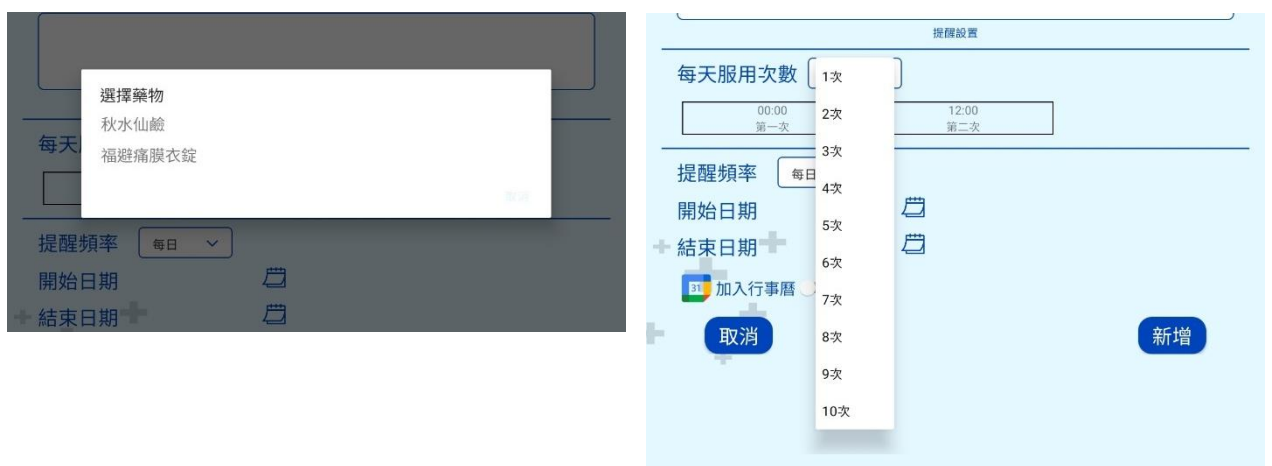 選擇藥物
秋水仙鹼
福避痛膜衣錠
取消
每天
提醒頻率 每日
開始日期
結束日期
提醒設置
每天服用次數
1次
2次
3次
4次
5次
6次
7次
8次
9次
10次
00:00 12:00
第一次 第二次
提醒頻率 每日
開始日期
結束日期
31 加入行事曆
取消 新增